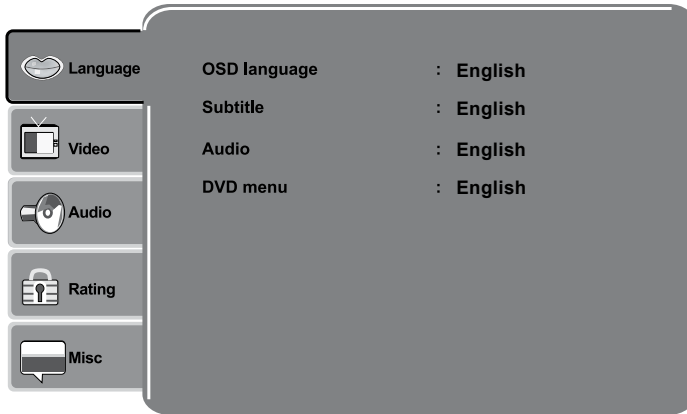 Language
Video
Audio
Rating
Misc
OSD language : English
Subtitle : English
Audio : English
DVD menu : English